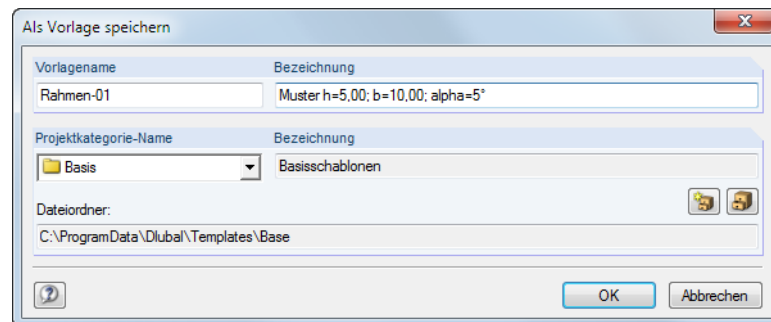 Als Vorlage speichern
Vorlagename Bezeichnung
Rahmen-01 Muster h=5,00; b=10,00; alpha=5°
Projektkategorie-Name Bezeichnung
Basis Basisschablonen
Dateiordner:
C:\ProgramData\Dlubal\Templates\Base
OK Abbrechen